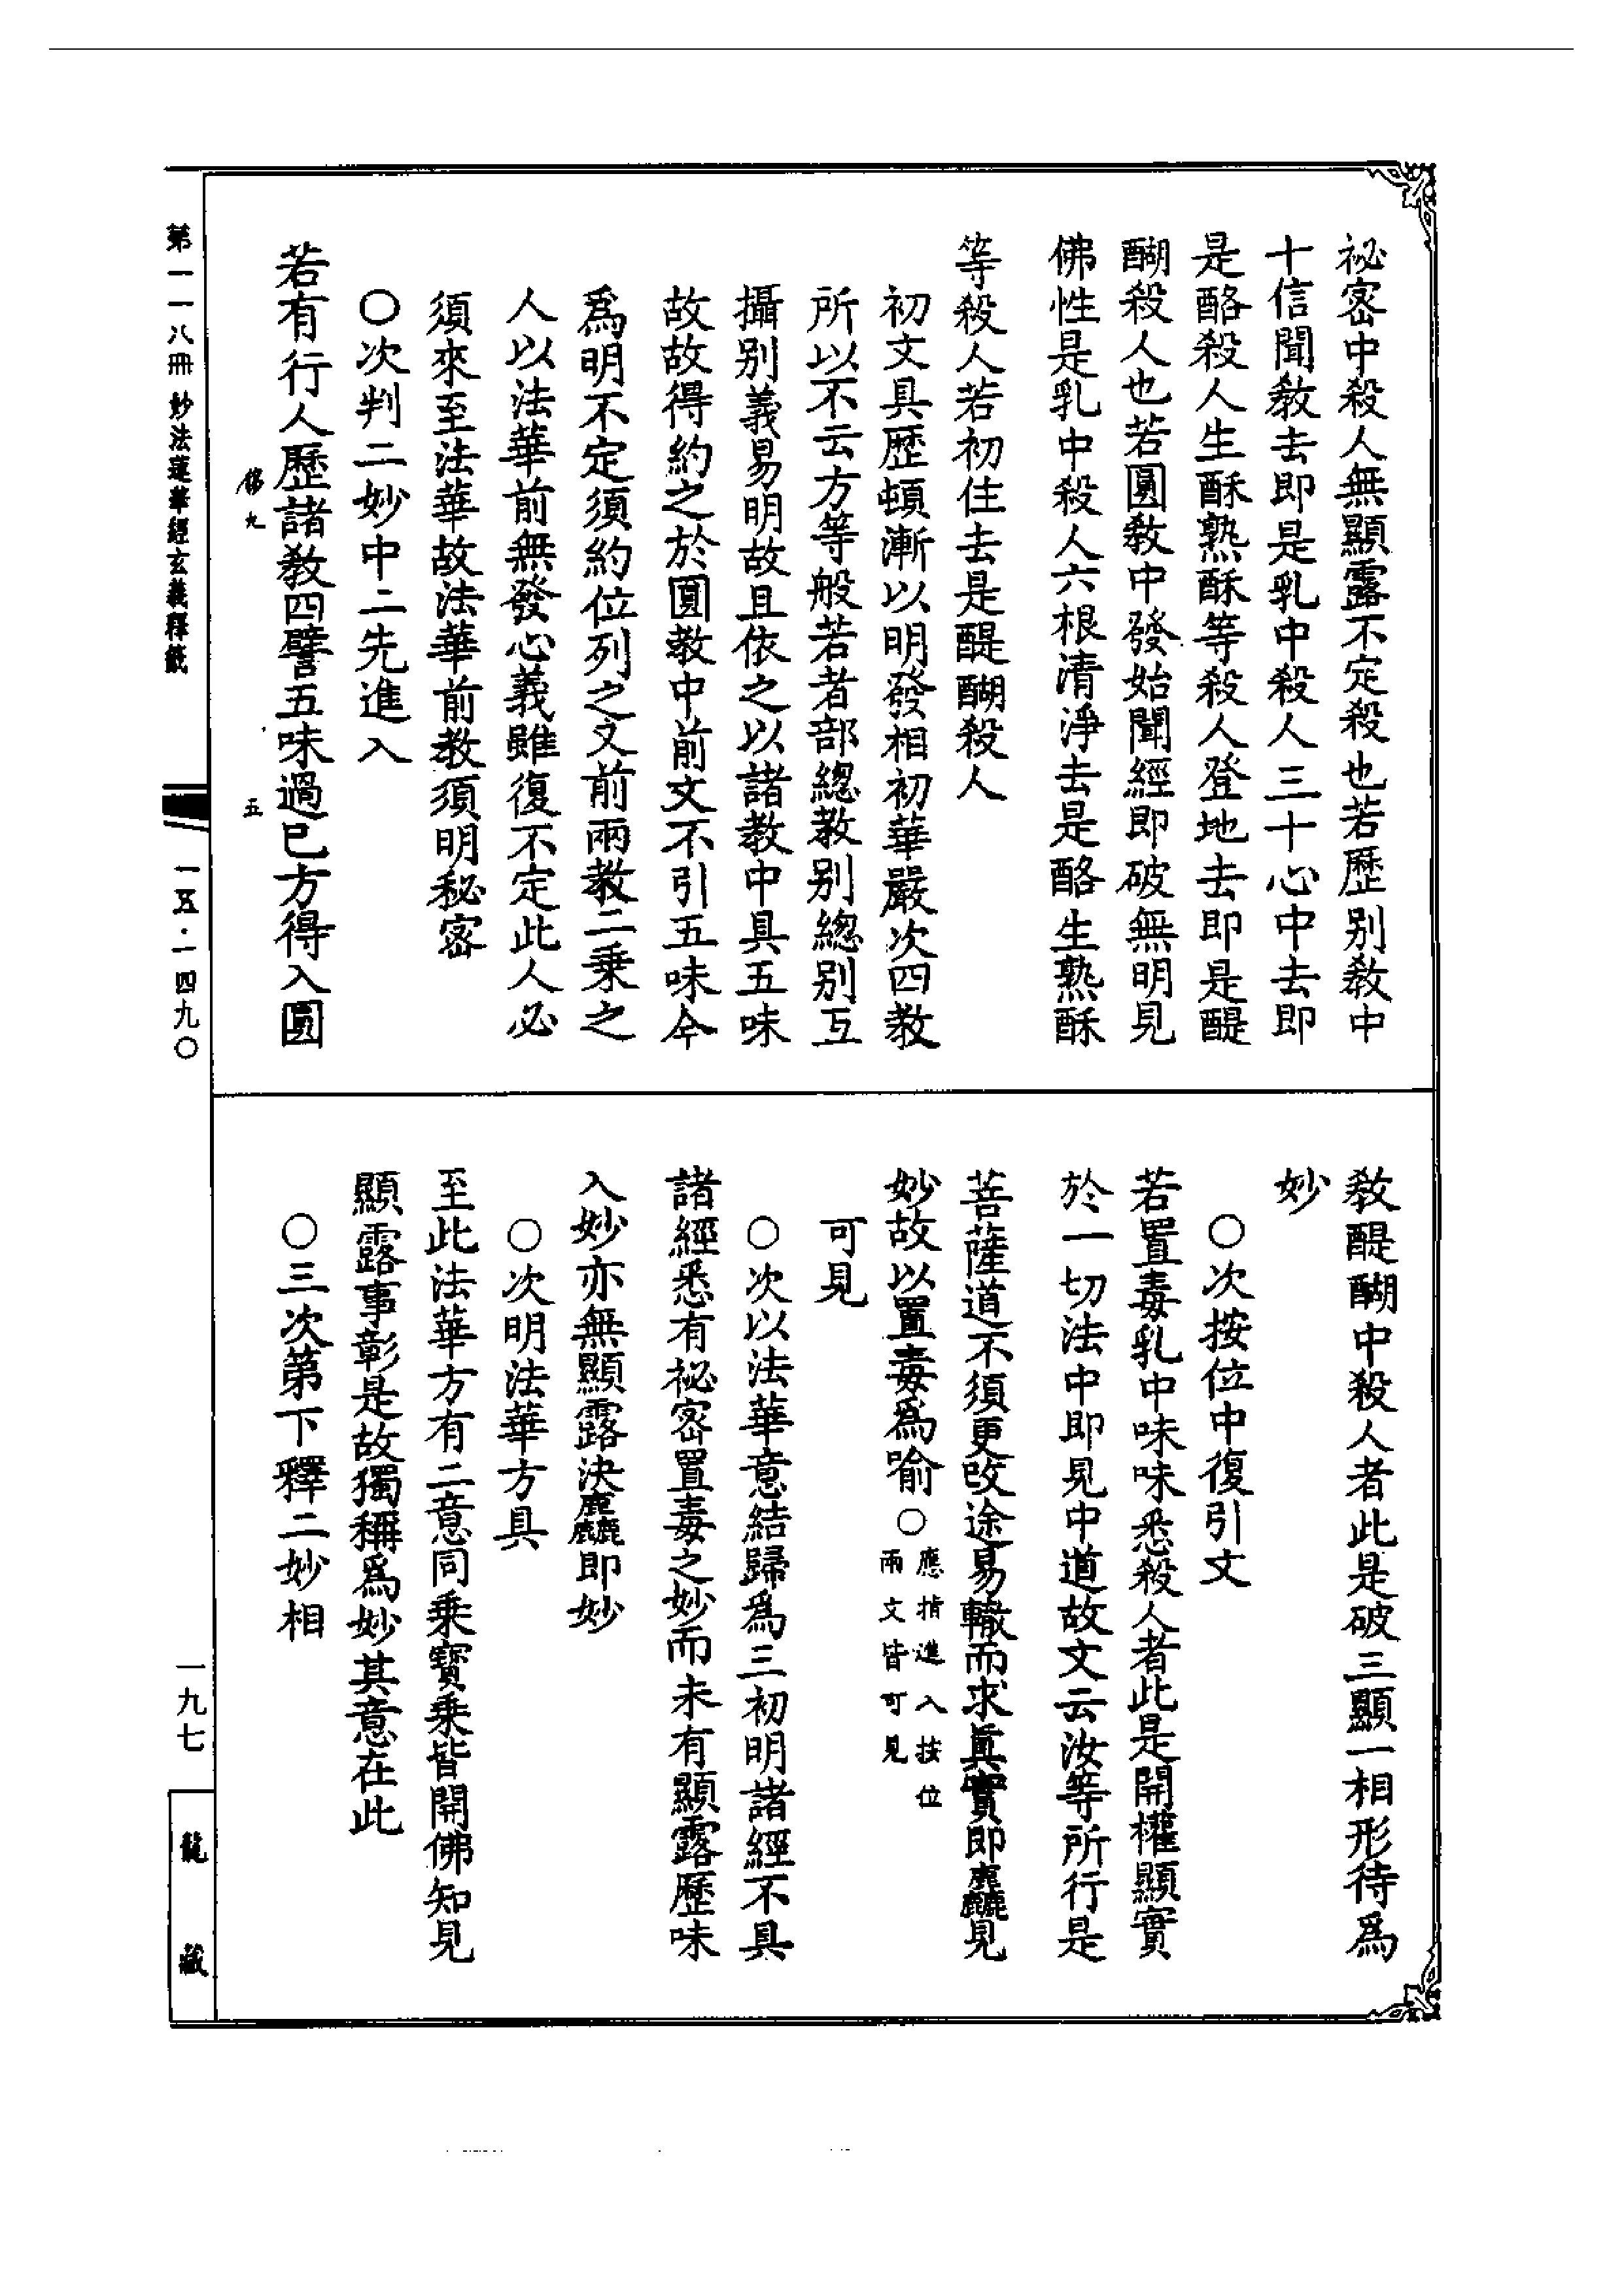 祕密中殺人無顯露不定殺也若歷別教中
十信聞教去即是乳中殺人三十心中去即
是酪殺人生酥熟酥等殺人登地去即是醍
醐殺人也若圓教中發始聞經即破無明見
佛性是乳中殺人六根清淨去是酪生熟酥
等殺人若初住去是醍醐殺人
初文具歷頓漸以明發相初華嚴次四教
所以不云方等般若者部總教別總別互
攝別義易明故且依之以諸教中具五味
故故得約之於圓教中前文不引五味今
爲明不定須約位列之文前兩教二乘之
人以法華前無發心義雖復不定此人必
須來至法華故法華前教須明秘密
○次判二妙中二先進入
若有行人歷諸教四譬五味過已方得入圓
教醍醐中殺人者此是破三顯一相形待爲
妙
○次按位中復引文
若置毒乳中味味悉殺人者此是開權顯實
於一切法中即見中道故文云汝等所行是
菩薩道不須更改途易轍而求眞實即麤見
妙故以置毒爲喻○應指進入按位
兩文皆可見
可見
○次以法華意結歸爲三初明諸經不具
諸經悉有祕密置毒之妙而未有顯露歷味
入妙亦無顯露決麤即妙
○次明法華方具
至此法華方有二意同乘寶乘皆開佛知見
顯露事彰是故獨稱爲妙其意在此
○三次第下釋二妙相
第一一八冊 妙法蓮華經玄義釋籤
一五·一四九〇
一九七
龍藏
五